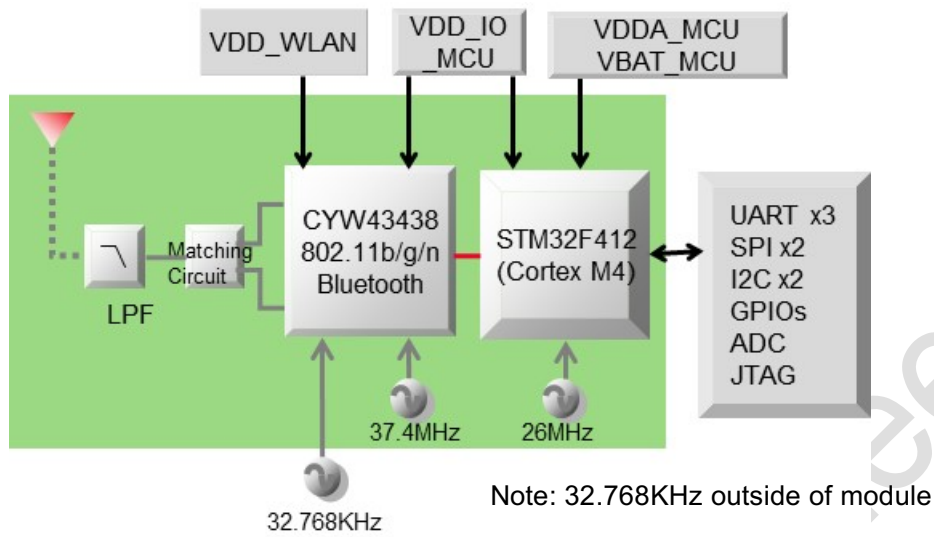 VDD_WLAN
VDD_IO
_MCU
VDDA_MCU
VBAT_MCU
CYW43438
802.11b/g/n
Bluetooth
STM32F412
(Cortex M4)
UART x3
SPI x2
I2C x2
GPIOs
ADC
JTAG
Matching
Circuit
LPF
37.4MHz
26MHz
32.768KHz
Note: 32.768KHz outside of module